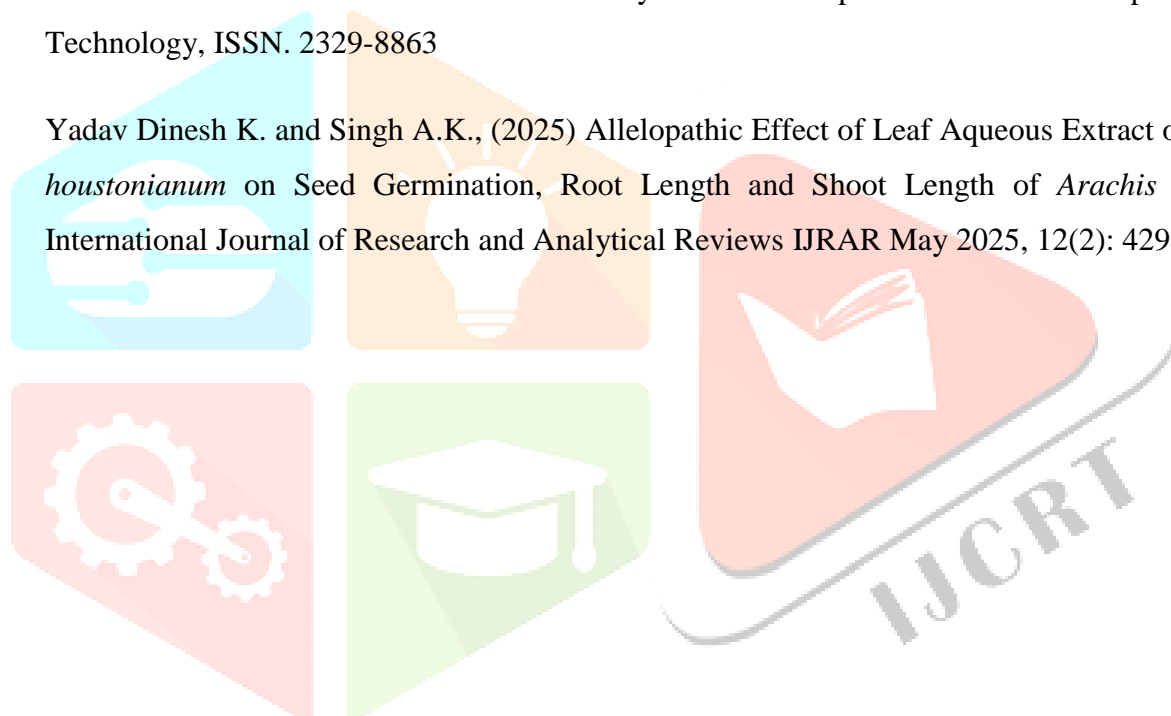 Technology, ISSN. 2329-8863
Yadav Dinesh K. and Singh A.K., (2025) Allelopathic Effect of Leaf Aqueous Extract
houstonianum on Seed Germination, Root Length and Shoot Length of Arachis
International Journal of Research and Analytical Reviews IJRAR May 2025, 12(2): 429
IJCRT